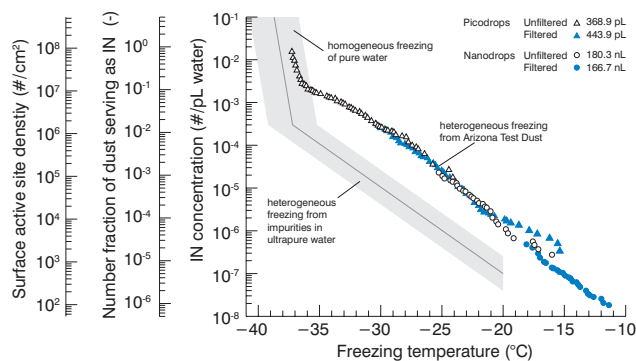 Surface active site denstiy (#/cm²)
10⁸
10⁷
10⁶
10⁵
10⁴
10³
10²
Number fraction of dust serving as IN (-)
10⁰
10⁻¹
10⁻²
10⁻³
10⁻⁴
10⁻⁵
10⁻⁶
IN concentration (#/pL water)
10⁻¹
10⁻²
10⁻³
10⁻⁴
10⁻⁵
10⁻⁶
10⁻⁷
10⁻⁸
Picodrops Unfiltered 368.9 pL
Filtered 443.9 pL
Nanodrops Unfiltered 180.3 nL
Filtered 166.7 nL
homogeneous freezing
of pure water
heterogeneous freezing
from Arizona Test Dust
heterogeneous
freezing from
impurities in
ultrapure water
−40 −35 −30 −25 −20 −15 −10
Freezing temperature (°C)